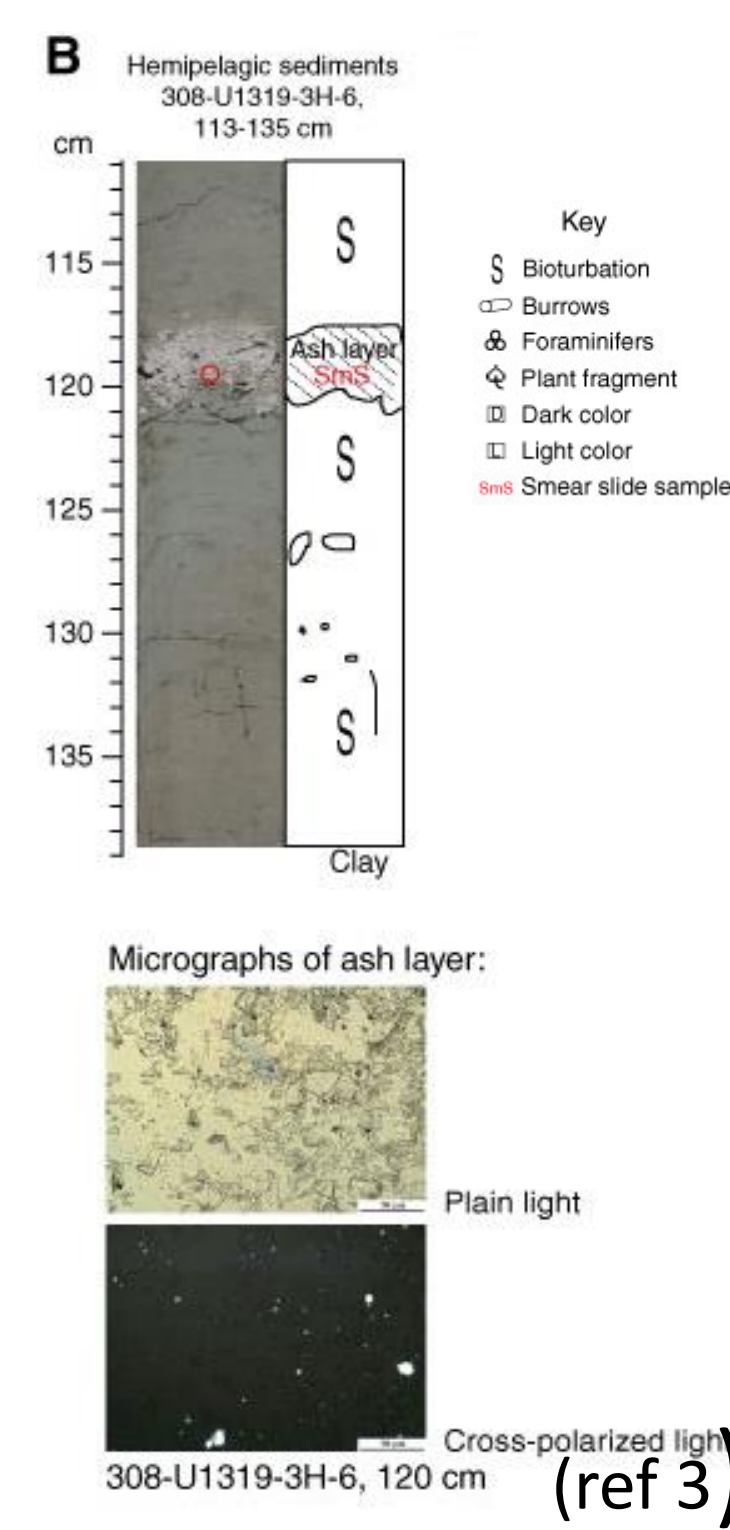 B
Hemipelagic sediments
308-U1319-3H-6,
113-135 cm
cm
115
120
125
130
135
S
Ash layer
SmS
S
S
Clay
Key
S Bioturbation
Burrows
Foraminifers
Plant fragment
D Dark color
L Light color
SmS Smear slide sample
Micrographs of ash layer:
Plain light
Cross-polarized ligh
308-U1319-3H-6, 120 cm
(ref 3)